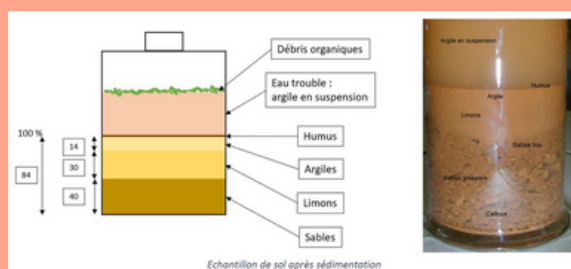 Débris organiques
Eau trouble :
argile en suspension
100 %
Humus
14
84
30
Argiles
40
Limons
Sables
Echantillon de sol après sédimentation
Argile en suspension
Humus
Argile
Limons
Sables fins
Sables grossiers